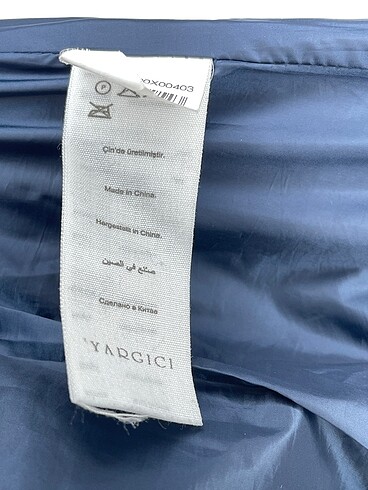 0X00403
P
Çin'de üretilmiştir.
Made in China.
Hergestellt in China.
صنع في الصين
Сделано в Китае
YARGICI